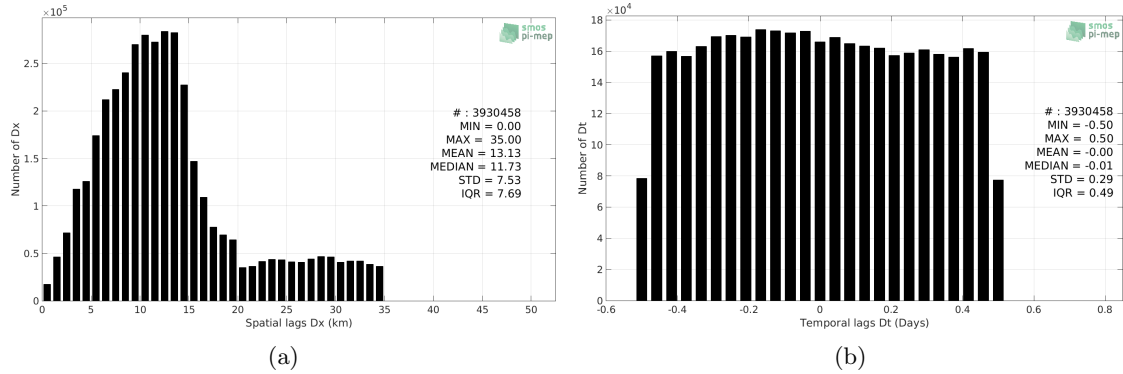 ×10⁵
2.5
2
1.5
1
0.5
0
0
5
10
15
20
25
30
35
40
45
50
Number of Dx
Spatial lags Dx (km)
smos
pi-mep
# : 3930458
MIN = 0.00
MAX = 35.00
MEAN = 13.13
MEDIAN = 11.73
STD = 7.53
IQR = 7.69
(a)
×10⁴
18
16
14
12
10
8
6
4
2
0
-0.6
-0.4
-0.2
0
0.2
0.4
0.6
0.8
Number of Dt
Temporal lags Dt (Days)
smos
pi-mep
# : 3930458
MIN = -0.50
MAX = 0.50
MEAN = -0.00
MEDIAN = -0.01
STD = 0.29
IQR = 0.49
(b)